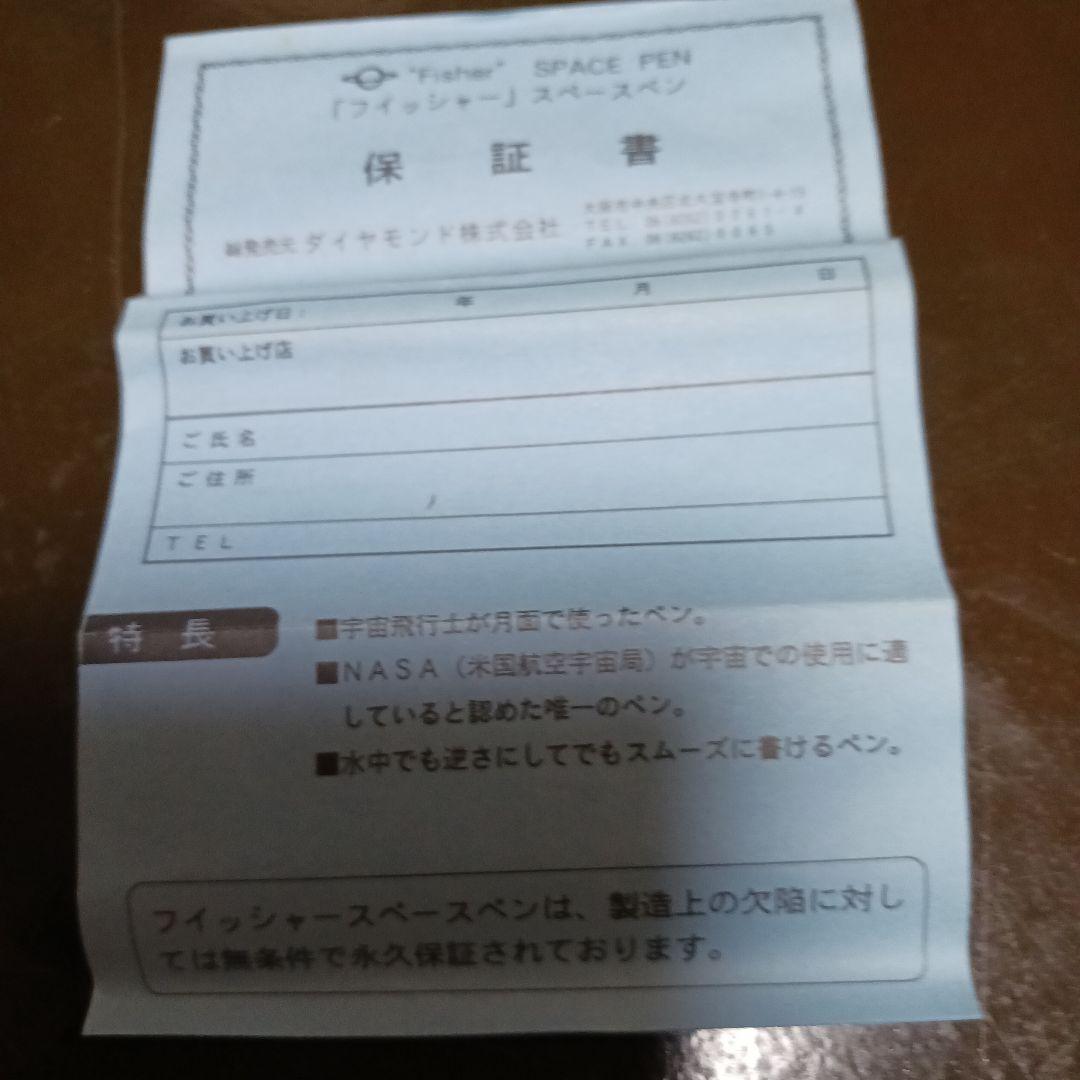 "Fisher" SPACE PEN
「フィッシャー」スペースペン
保証書
総発売元 ダイヤモンド株式会社
TEL
FAX
お買い上げ日: 年 月 日
お買い上げ店
ご氏名
ご住所
TEL
特長
■宇宙飛行士が月面で使ったペン。
■NASA(米国航空宇宙局)が宇宙での使用に適
していると認めた唯一のペン。
■水中でも逆さにしてでもスムーズに書けるペン。
フィッシャースペースペンは、製造上の欠陥に対し
ては無条件で永久保証されております。